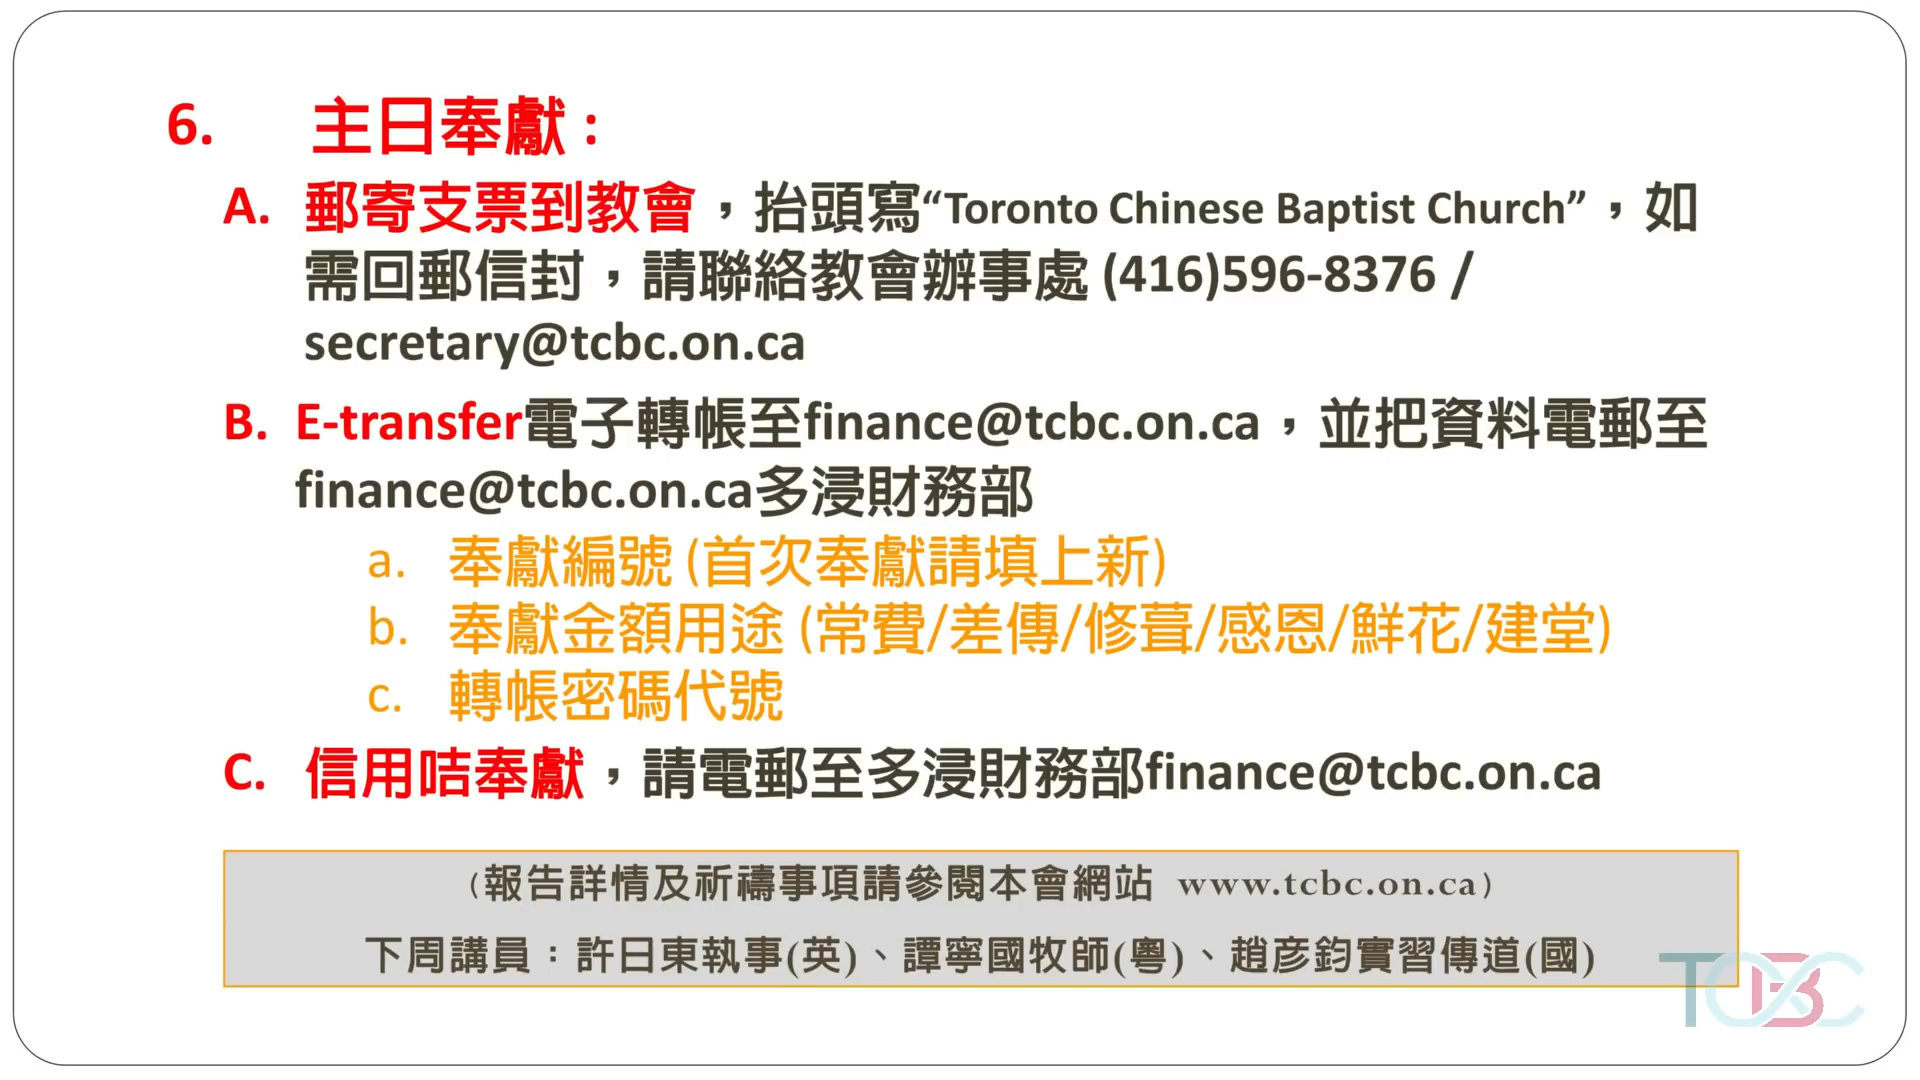 6. 主日奉獻 :
A. 郵寄支票到教會，抬頭寫“Toronto Chinese Baptist Church”，如
需回郵信封，請聯絡教會辦事處 (416)596-8376 /
secretary@tcbc.on.ca
B. E-transfer電子轉帳至finance@tcbc.on.ca，並把資料電郵至
finance@tcbc.on.ca多浸財務部
a. 奉獻編號 (首次奉獻請填上新)
b. 奉獻金額用途 (常費/差傳/修葺/感恩/鮮花/建堂)
c. 轉帳密碼代號
C. 信用咭奉獻，請電郵至多浸財務部finance@tcbc.on.ca
(報告詳情及祈禱事項請參閱本會網站 www.tcbc.on.ca)
下周講員：許日東執事(英)、譚寧國牧師(粵)、趙彥鈞實習傳道(國)
TCBC